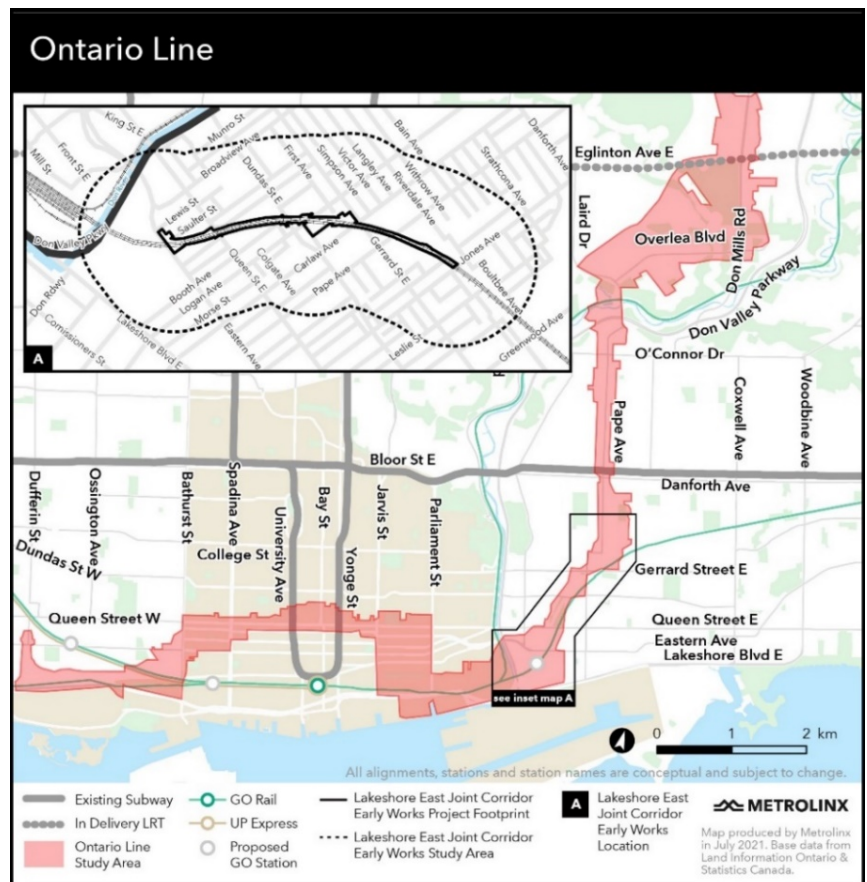 Ontario Line
King St E
Front St E
Mill St
Munro St
Broadview Ave
Dundas St E
First Ave
Simpson Ave
Victor Ave
Langley Ave
Bain Ave
Withrow Ave
Riverdale Ave
Strathcona Ave
Danforth Ave
Lewis St
Saulter St
Don Valley Pkwy
Don Rdwy
Comissioners St
Lakeshore Blvd E
Booth Ave
Logan Ave
Morse St
Queen St E
Colgate Ave
Carlaw Ave
Pape Ave
Gerrard St E
Jones Ave
Boultbee Ave
Eastern Ave
Leslie St
Greenwood Ave
A
Eglinton Ave E
Laird Dr
Overlea Blvd
Don Mills Rd
Don Valley Parkway
O'Connor Dr
Pape Ave
Coxwell Ave
Woodbine Ave
Bloor St E
Danforth Ave
Dufferin St
Ossington Ave
Bathurst St
Spadina Ave
University Ave
Bay St
Yonge St
Jarvis St
Parliament St
College St
Dundas St W
Gerrard Street E
Queen Street W
Queen Street E
Eastern Ave
Lakeshore Blvd E
see inset map A
0 1 2 km
All alignments, stations and station names are conceptual and subject to change.
Existing Subway
In Delivery LRT
Ontario Line
Study Area
GO Rail
UP Express
Proposed
GO Station
Lakeshore East Joint Corridor
Early Works Project Footprint
Lakeshore East Joint Corridor
Early Works Study Area
A
Lakeshore East
Joint Corridor
Early Works
Location
METROLINX
Map produced by Metrolinx
in July 2021. Base data from
Land Information Ontario &
Statistics Canada.